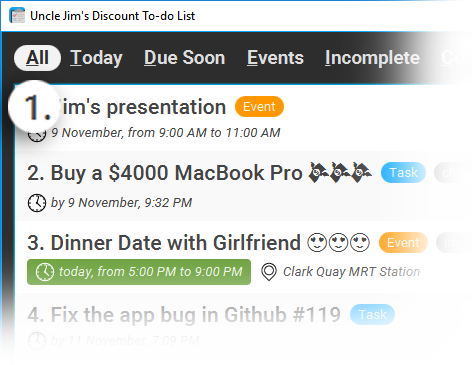 Uncle Jim's Discount To-do List
All Today Due Soon Events Incomplete
1. Jim's presentation Event
9 November, from 9:00 AM to 11:00 AM
2. Buy a $4000 MacBook Pro 💸💸💸 Task
by 9 November, 9:32 PM
3. Dinner Date with Girlfriend 😍😍😍 Event
today, from 5:00 PM to 9:00 PM Clark Quay MRT Station
4. Fix the app bug in Github #119 Task
by 11 November, 7:09 PM